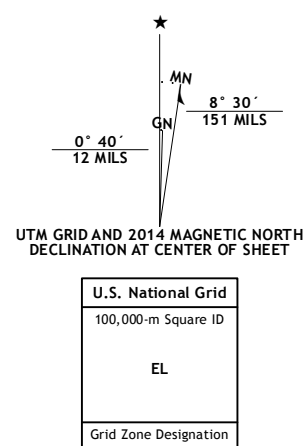 ★
MN
GN
8° 30´
151 MILS
0° 40´
12 MILS
UTM GRID AND 2014 MAGNETIC NORTH
DECLINATION AT CENTER OF SHEET
U.S. National Grid
100,000-m Square ID
EL
Grid Zone Designation